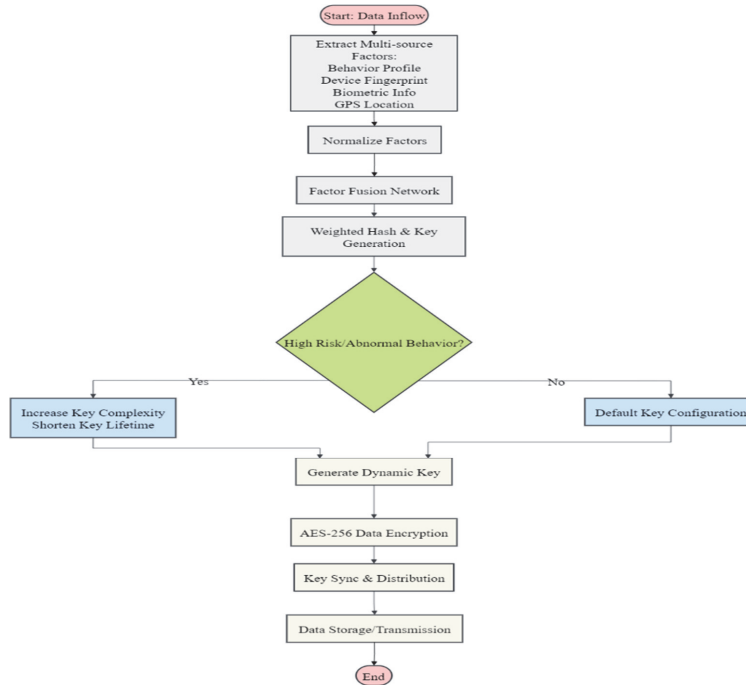 Start: Data Inflow
Extract Multi-source
Factors:
Behavior Profile
Device Fingerprint
Biometric Info
GPS Location
Normalize Factors
Factor Fusion Network
Weighted Hash & Key
Generation
High Risk/Abnormal Behavior?
Yes
No
Increase Key Complexity
Shorten Key Lifetime
Default Key Configuration
Generate Dynamic Key
AES-256 Data Encryption
Key Sync & Distribution
Data Storage/Transmission
End